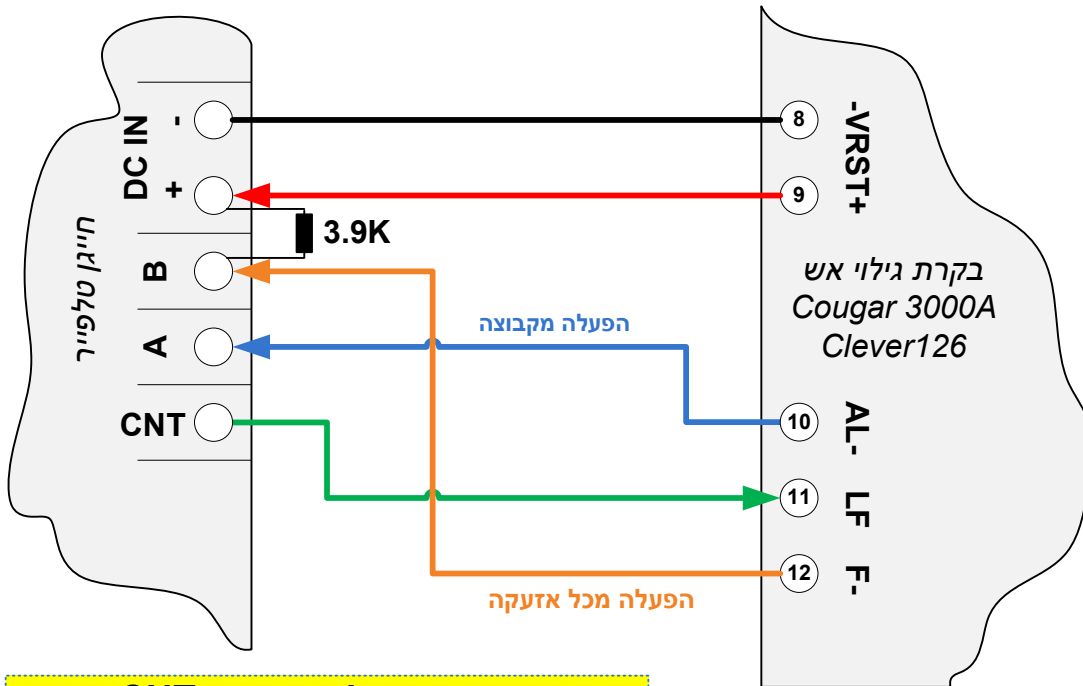 DC IN
-
+
B
A
CNT
חייגן טלפייר
3.9K
הפעלה מקבוצה
הפעלה מכל אזעקה
8
9
10
11
12
-VRST+
בקרת גילוי אש
Cougar 3000A
Clever126
AL-
LF
F-